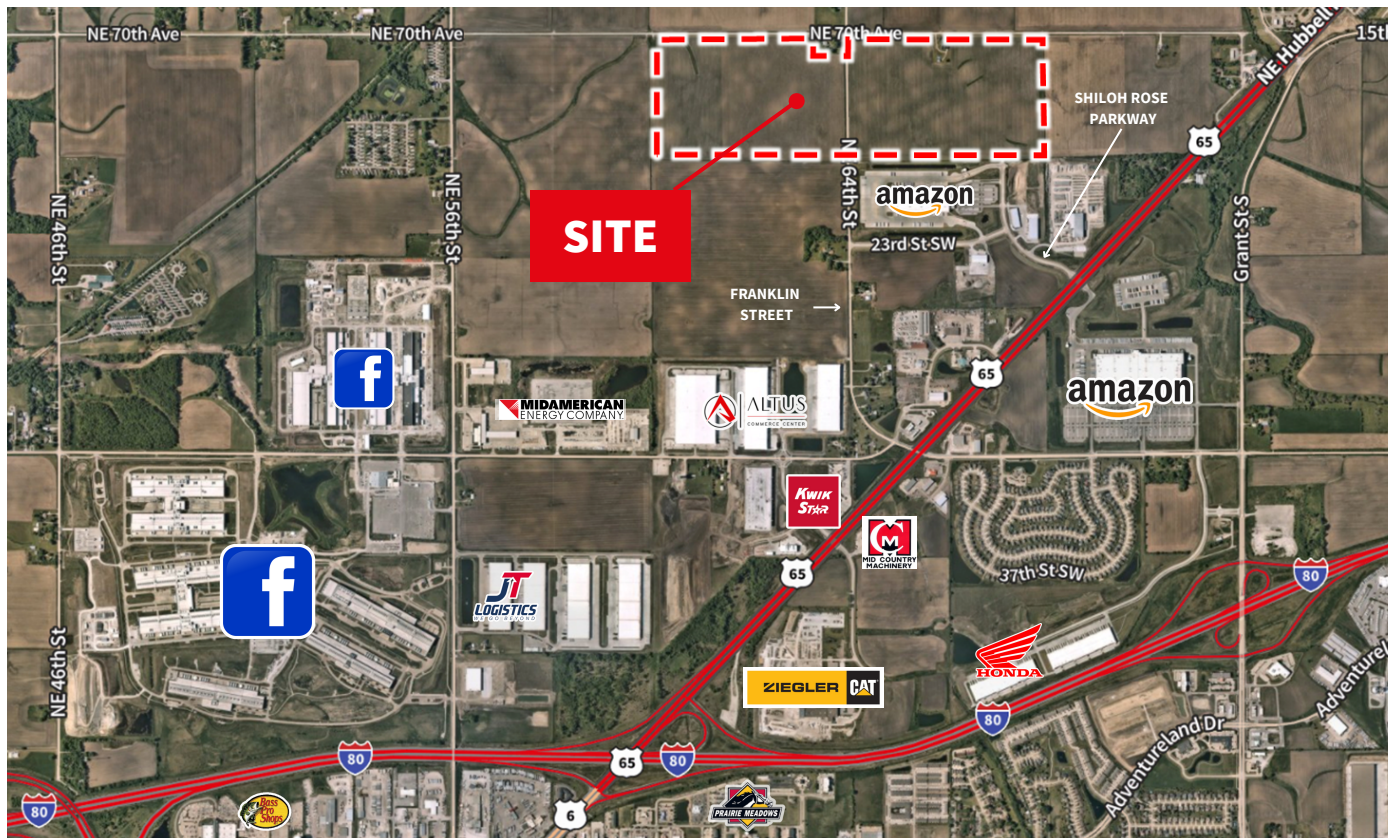 NE 70th Ave
NE 70th Ave
NE 70th Ave
NE Hubbell
15th
SHILOH ROSE
PARKWAY
65
NE 64th St
NE 56th St
NE 46th St
amazon
Grant St S
SITE
23rd St SW
FRANKLIN
STREET
65
f
MIDAMERICAN
ENERGY COMPANY
ALTUS
COMMERCE CENTER
amazon
KWIK
STAR
MID COUNTRY
MACHINERY
65
37th St SW
80
f
JT
LOGISTICS
WE GO BEYOND
NE 46th St
HONDA
ZIEGLER CAT
80
Adventureland Dr
Adventurel
80
65
80
80
6
Bass
Pro
Shops
PRAIRIE MEADOWS